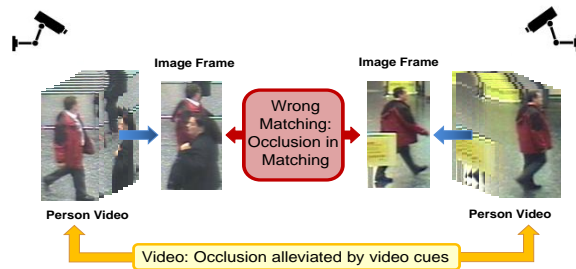 Image Frame
Image Frame
Wrong
Matching:
Occlusion in
Matching
Person Video
Person Video
Video: Occlusion alleviated by video cues